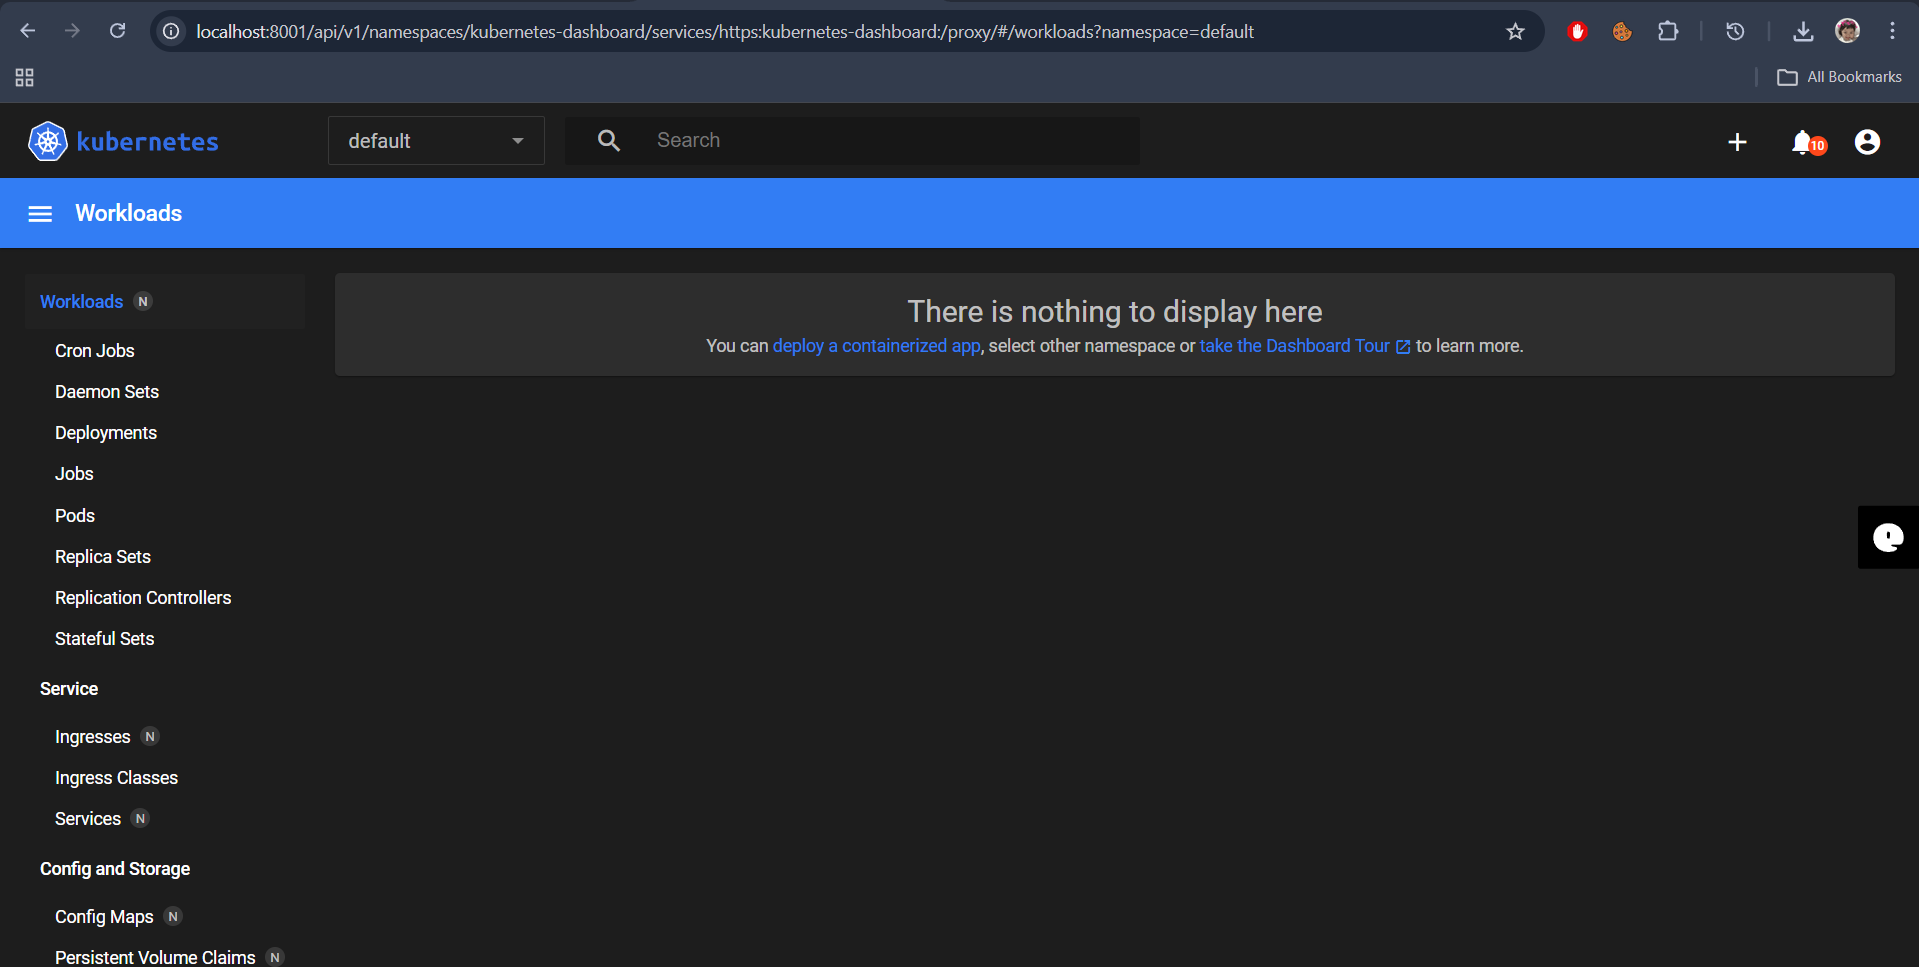 localhost:8001/api/v1/namespaces/kubernetes-dashboard/services/https:kubernetes-dashboard:/proxy/#/workloads?namespace=default
All Bookmarks
kubernetes
default
Search
10
Workloads
Workloads N
Cron Jobs
Daemon Sets
Deployments
Jobs
Pods
Replica Sets
Replication Controllers
Stateful Sets
Service
Ingresses N
Ingress Classes
Services N
Config and Storage
Config Maps N
Persistent Volume Claims N
There is nothing to display here
You can deploy a containerized app, select other namespace or take the Dashboard Tour to learn more.